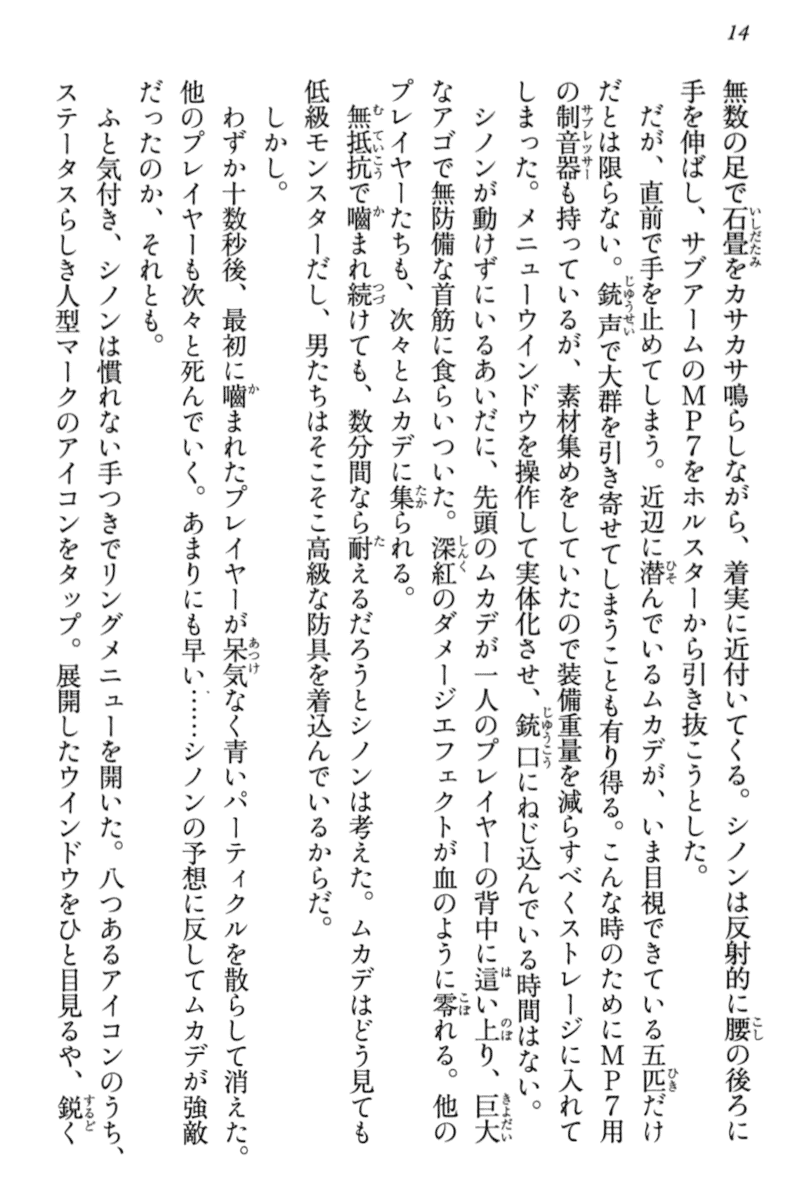 14
無数の足で石畳をカサカサ鳴らしながら、着実に近付いてくる。シノンは反射的に腰の後ろに
手を伸ばし、サブアームのＭＰ７をホルスターから引き抜こうとした。
だが、直前で手を止めてしまう。近辺に潜んでいるムカデが、いま目視できている五匹だけ
だとは限らない。銃声で大群を引き寄せてしまうことも有り得る。こんな時のためにＭＰ７用
の制音器も持っているが、素材集めをしていたので装備重量を減らすべくストレージに入れて
しまった。メニューウインドウを操作して実体化させ、銃口にねじ込んでいる時間はない。
シノンが動けずにいるあいだに、先頭のムカデが一人のプレイヤーの背中に這い上り、巨大
なアゴで無防備な首筋に食らいついた。深紅のダメージエフェクトが血のように零れる。他の
プレイヤーたちも、次々とムカデに集られる。
無抵抗で嚙まれ続けても、数分間なら耐えるだろうとシノンは考えた。ムカデはどう見ても
低級モンスターだし、男たちはそこそこ高級な防具を着込んでいるからだ。
しかし。
わずか十数秒後、最初に嚙まれたプレイヤーが呆気なく青いパーティクルを散らして消えた。
他のプレイヤーも次々と死んでいく。あまりにも早い……シノンの予想に反してムカデが強敵
だったのか、それとも。
ふと気付き、シノンは慣れない手つきでリングメニューを開いた。八つあるアイコンのうち、
ステータスらしき人型マークのアイコンをタップ。展開したウインドウをひと目見るや、鋭く